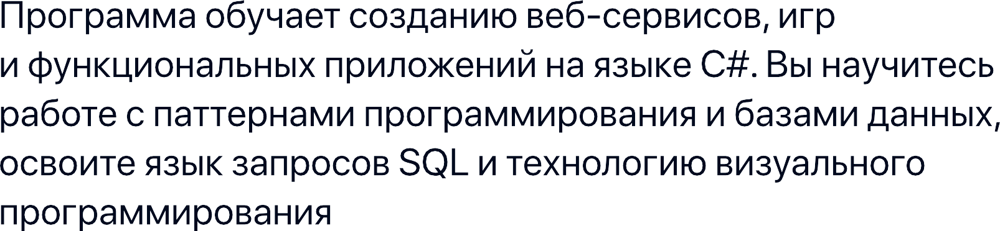 Программа обучает созданию веб-сервисов, игр
и функциональных приложений на языке C#. Вы научитесь
работе с паттернами программирования и базами данных,
освоите язык запросов SQL и технологию визуального
программирования